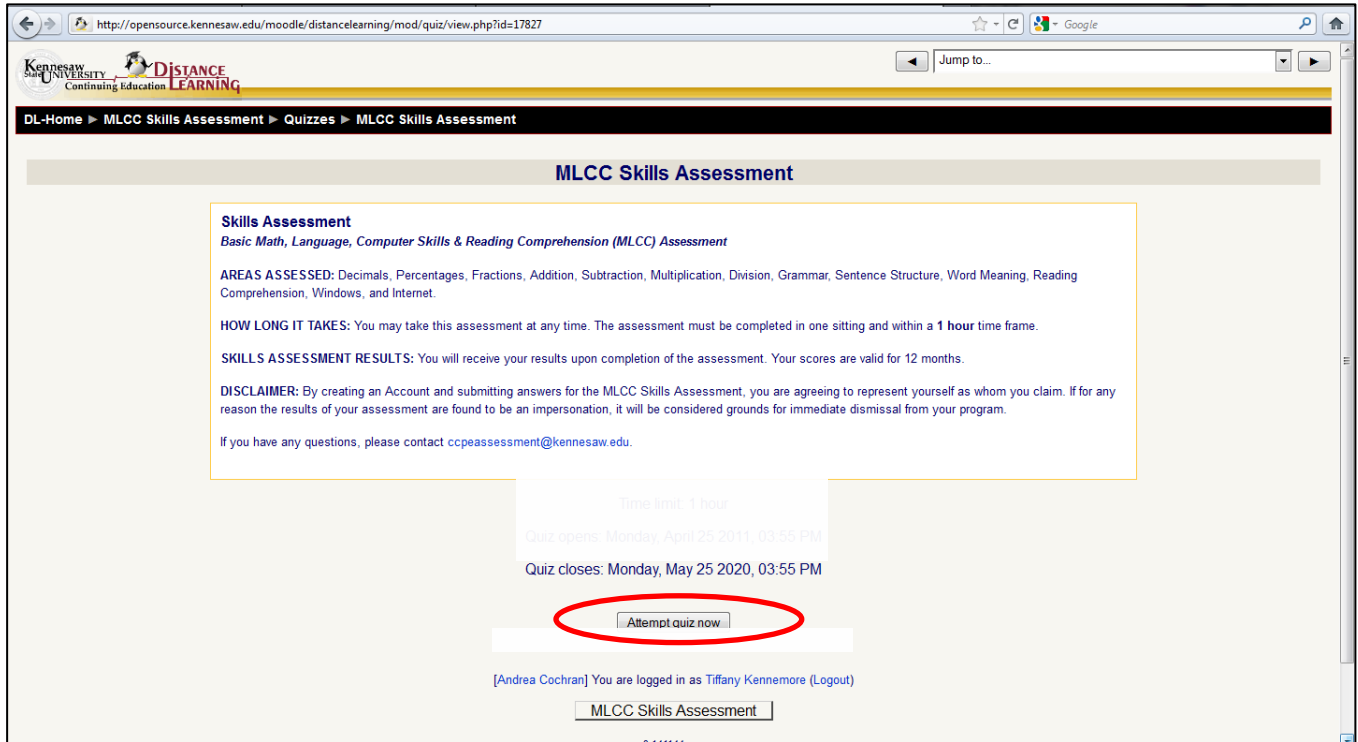 http://opensource.kennesaw.edu/moodle/distancelearning/mod/quiz/view.php?id=17827
Google
Kennesaw
State UNIVERSITY
DISTANCE
Continuing Education LEARNING
Jump to...
DL-Home ► MLCC Skills Assessment ► Quizzes ► MLCC Skills Assessment
MLCC Skills Assessment
Skills Assessment
Basic Math, Language, Computer Skills & Reading Comprehension (MLCC) Assessment
AREAS ASSESSED: Decimals, Percentages, Fractions, Addition, Subtraction, Multiplication, Division, Grammar, Sentence Structure, Word Meaning, Reading
Comprehension, Windows, and Internet.
HOW LONG IT TAKES: You may take this assessment at any time. The assessment must be completed in one sitting and within a 1 hour time frame.
SKILLS ASSESSMENT RESULTS: You will receive your results upon completion of the assessment. Your scores are valid for 12 months.
DISCLAIMER: By creating an Account and submitting answers for the MLCC Skills Assessment, you are agreeing to represent yourself as whom you claim. If for any
reason the results of your assessment are found to be an impersonation, it will be considered grounds for immediate dismissal from your program.
If you have any questions, please contact ccpeassessment@kennesaw.edu.
Time limit: 1 hour
Quiz opens: Monday, April 25 2011, 03:55 PM
Quiz closes: Monday, May 25 2020, 03:55 PM
Attempt quiz now
[Andrea Cochran] You are logged in as Tiffany Kennemore (Logout)
MLCC Skills Assessment